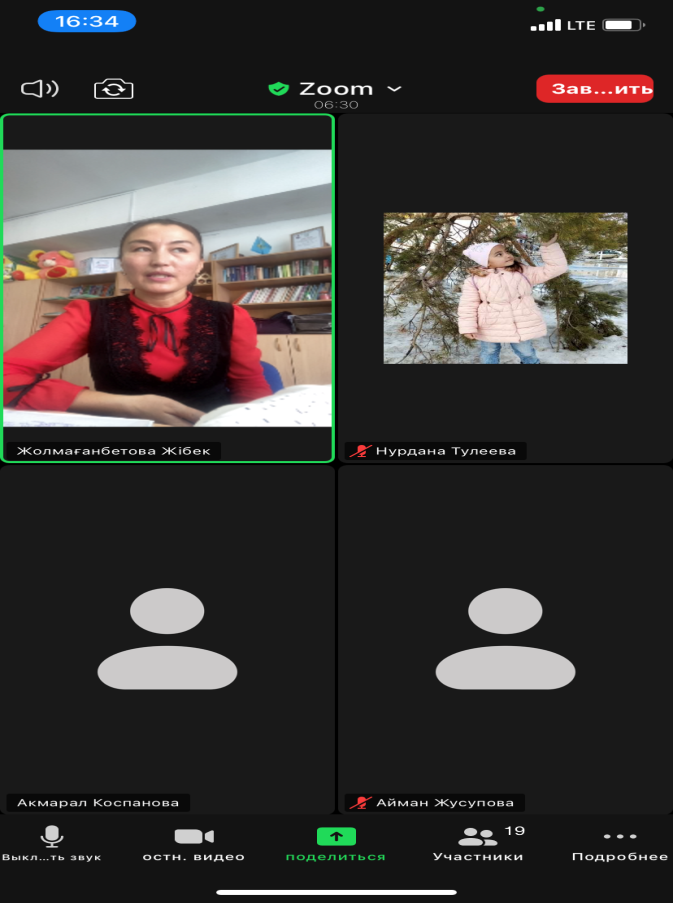 16:34
LTE
Zoom
Зав...ить
06:30
Жолмағанбетова Жібек
Нурдана Тулеева
Акмарал Коспанова
Айман Жусупова
19
Выкл...ть звук
остн. видео
поделиться
Участники
Подробнее